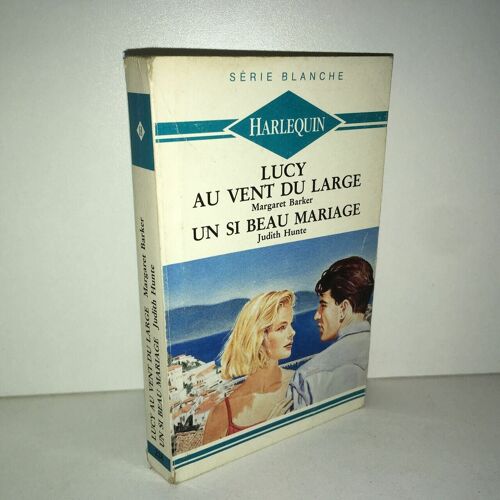 SÉRIE BLANCHE
HARLEQUIN
LUCY
AU VENT DU LARGE
Margaret Barker
UN SI BEAU MARIAGE
Judith Hunte
LUCY AU VENT DU LARGE Margaret Barker
UN SI BEAU MARIAGE Judith Hunte